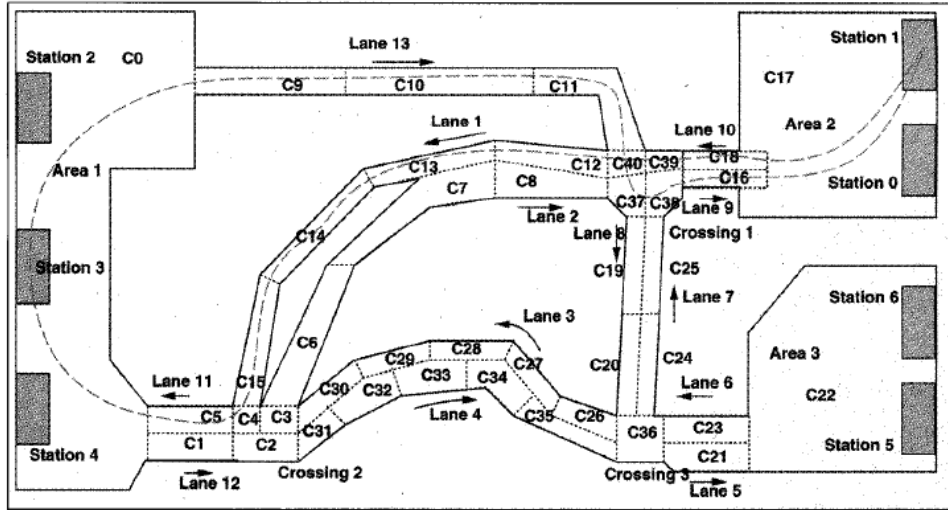 Station 2
C0
Lane 13
C9
C10
C11
Station 1
C17
Area 2
Lane 10
Station 0
Lane 1
Area 1
C13
C12
C40
C39
C18
C16
C7
C8
C37
C38
Lane 2
Lane 9
Lane 8
Crossing 1
C14
Station 3
C19
C25
Lane 7
Station 6
Lane 3
C6
C20
C24
Area 3
C22
Lane 11
C15
C29
C28
C27
C30
C32
C33
C34
Lane 4
Lane 6
C5
C4
C3
C31
C35
C26
C36
C23
C1
C2
C21
Station 4
Station 5
Lane 12
Crossing 2
Crossing 3
Lane 5